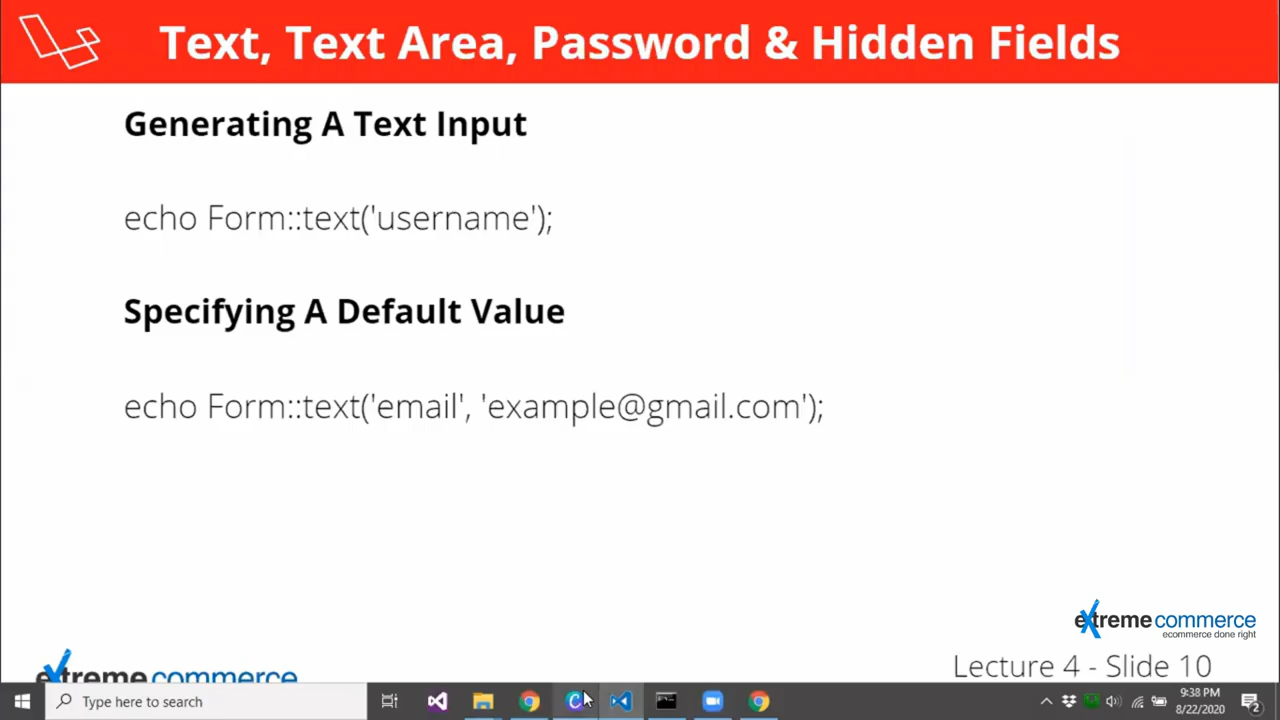 Text, Text Area, Password & Hidden Fields
Generating A Text Input
echo Form::text('username');
Specifying A Default Value
echo Form::text('email', 'example@gmail.com');
extreme commerce
ecommerce done right
extreme commerce
Lecture 4 - Slide 10
Type here to search
9:38 PM
8/22/2020
2